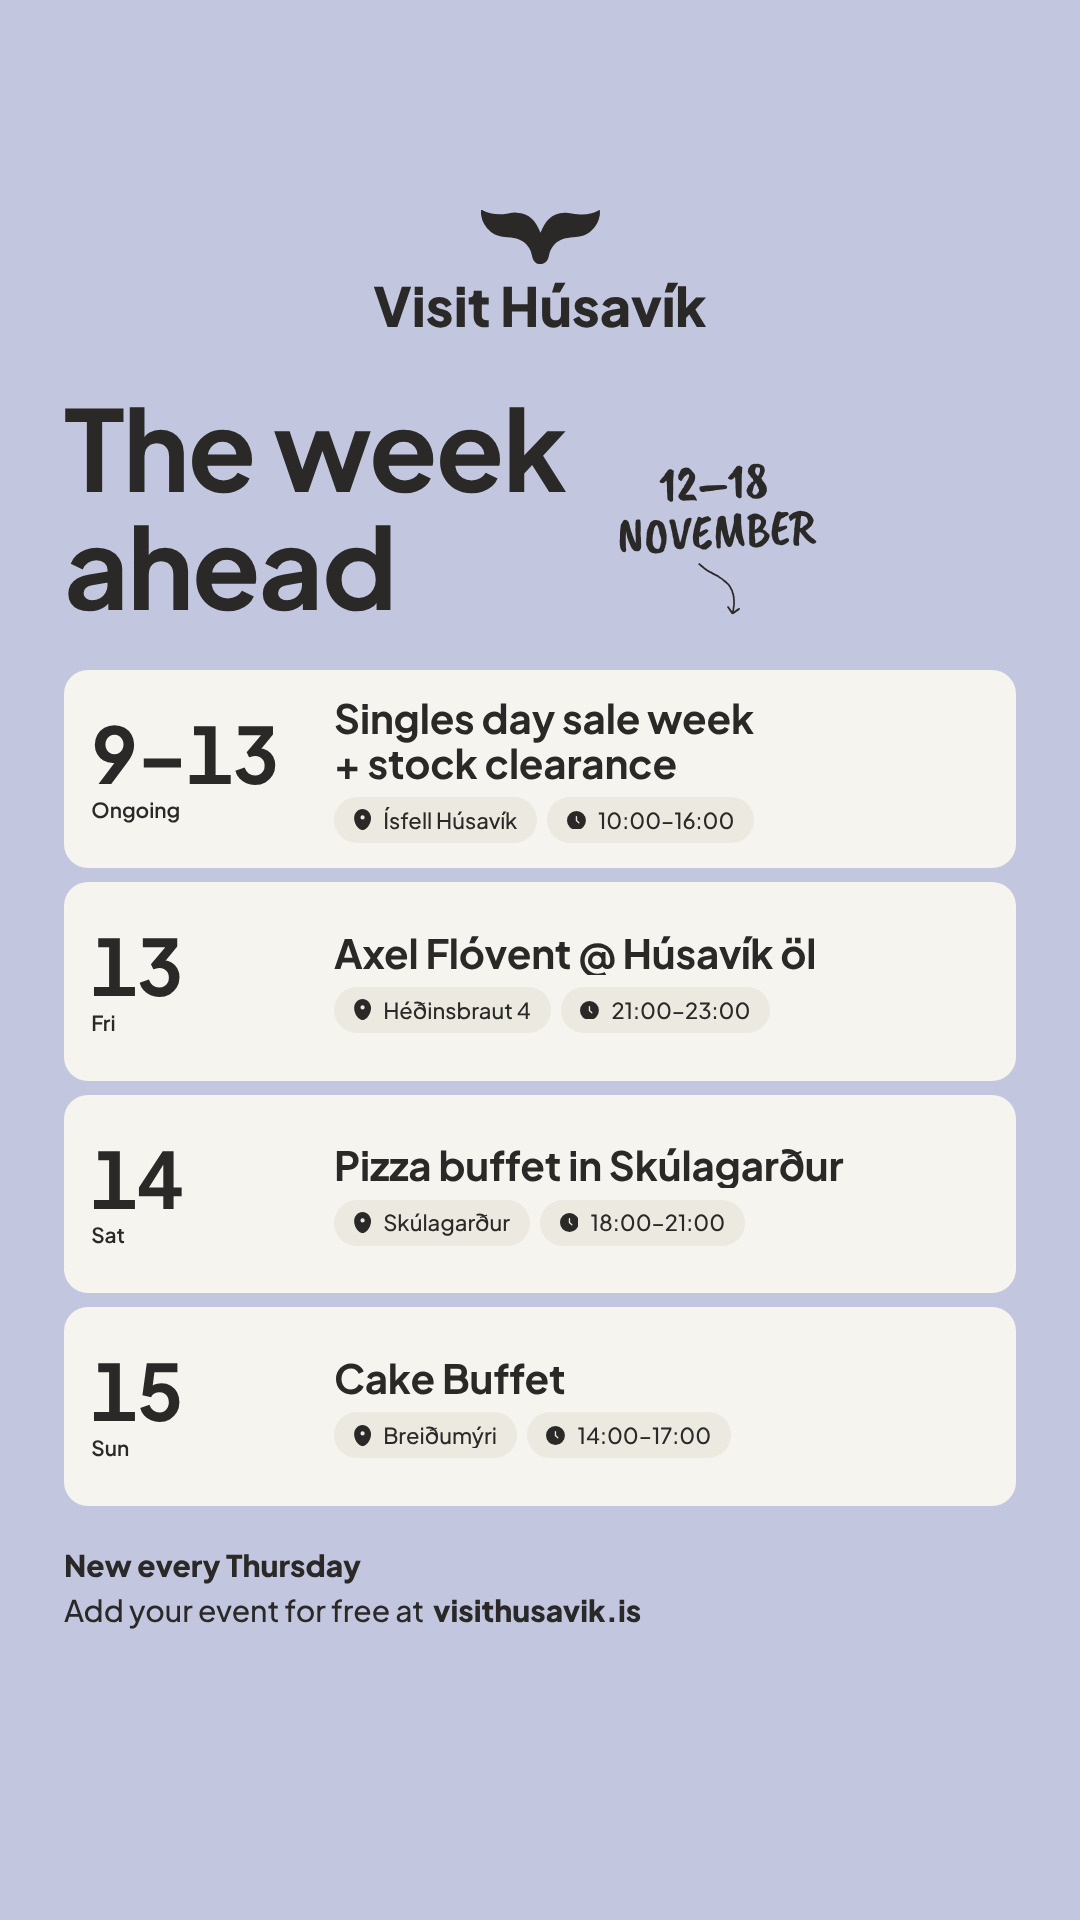 Visit Húsavík
The week
ahead
12–18
NOVEMBER
9–13
Ongoing
Singles day sale week
+ stock clearance
Ísfell Húsavík
10:00–16:00
13
Fri
Axel Flóvent @ Húsavík öl
Héðinsbraut 4
21:00–23:00
14
Sat
Pizza buffet in Skúlagarður
Skúlagarður
18:00–21:00
15
Sun
Cake Buffet
Breiðumýri
14:00–17:00
New every Thursday
Add your event for free at visithusavik.is